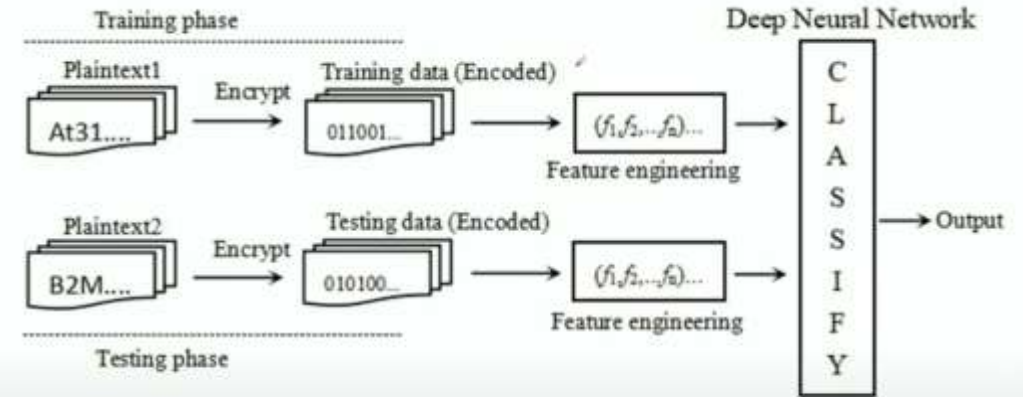 Training phase
Deep Neural Network
Plaintext1
Encrypt
Training data (Encoded)
At31....
011001...
(f1,f2,...fn)...
Feature engineering
Plaintext2
Encrypt
Testing data (Encoded)
B2M....
010100...
(f1,f2,...,fn)...
Feature engineering
Testing phase
C
L
A
S
S
I
F
Y
Output